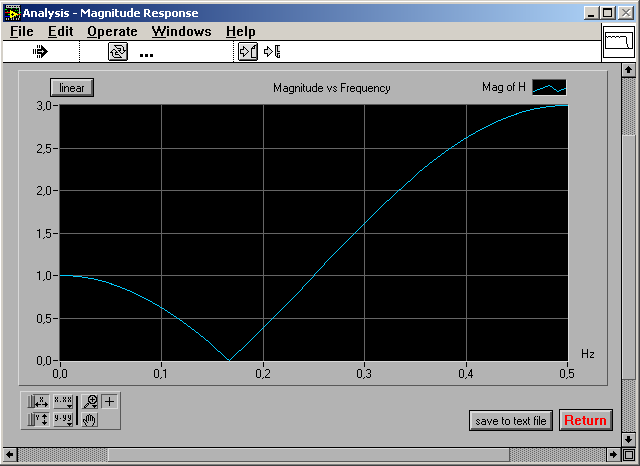 Analysis - Magnitude Response
File Edit Operate Windows Help
...
linear
Magnitude vs Frequency
Mag of H
3,0
2,5
2,0
1,5
1,0
0,5
0,0
0,0 0,1 0,2 0,3 0,4 0,5
Hz
x x.xx
Y y.yy
save to text file
Return